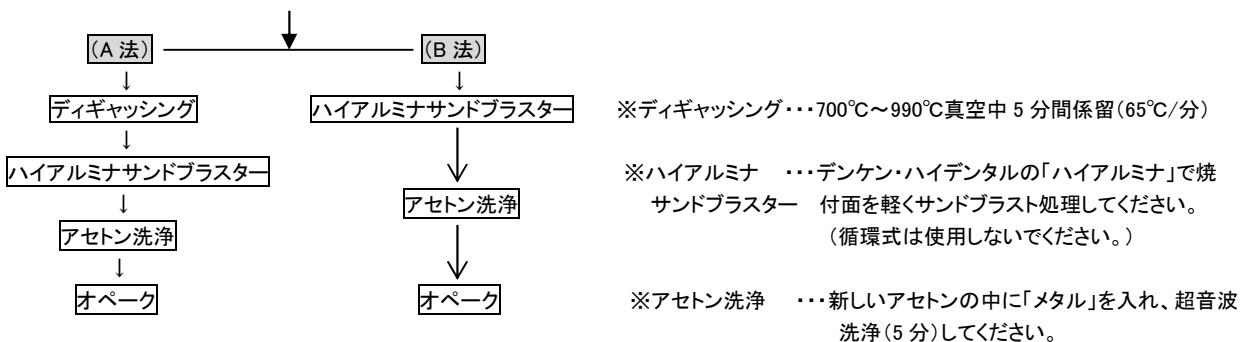 (A 法) (B 法)
↓ ↓
ディギャッシング ハイアルミナサンドブラスター ※ディギャッシング・・・700℃~990℃真空中 5 分間係留(65℃/分)
↓
ハイアルミナサンドブラスター ※ハイアルミナ ・・・デンケン・ハイデンタルの「ハイアルミナ」で焼
↓ アセトン洗浄 サンドブラスター 付面を軽くサンドブラスト処理してください。
アセトン洗浄 (循環式は使用しないでください。)
↓
オペーク オペーク ※アセトン洗浄 ・・・新しいアセトンの中に「メタル」を入れ、超音波
洗浄(5 分)してください。